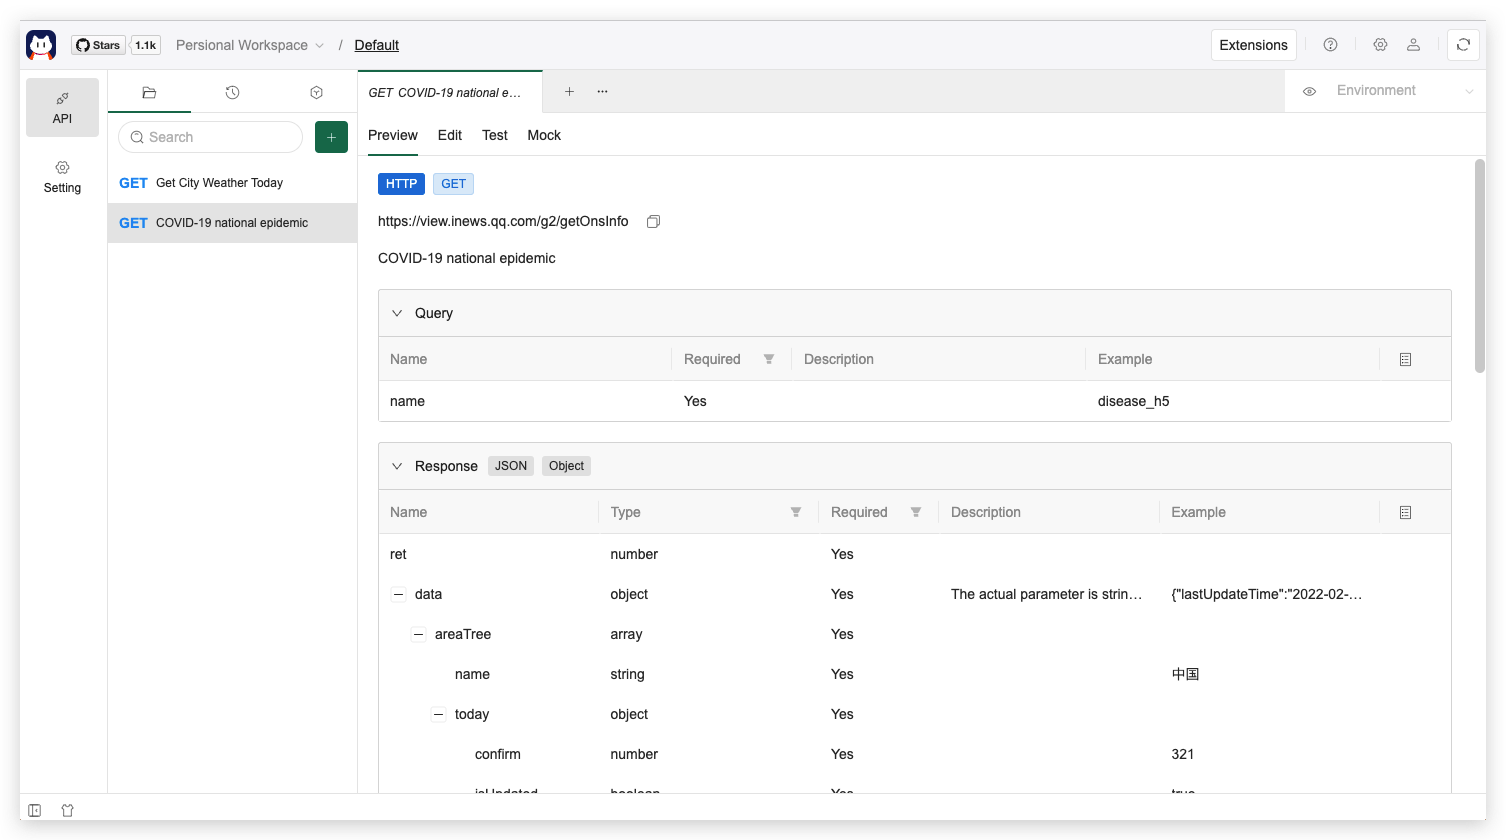 Stars 1.1k Persional Workspace / Default Extensions
API
Setting
Search
GET Get City Weather Today
GET COVID-19 national epidemic
GET COVID-19 national e... Environment
Preview Edit Test Mock
HTTP GET
https://view.inews.qq.com/g2/getOnsInfo
COVID-19 national epidemic
Query
Name Required Description Example
name Yes disease_h5
Response JSON Object
Name Type Required Description Example
ret number Yes
data object Yes The actual parameter is strin... {"lastUpdateTime":"2022-02-...
areaTree array Yes
name string Yes 中国
today object Yes
confirm number Yes 321
isUpdated boolean Yes true